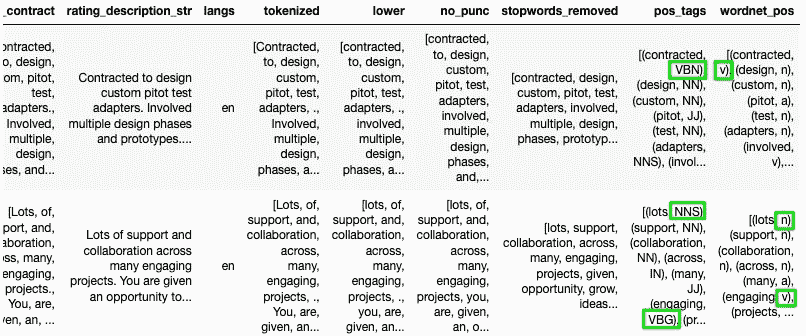 _contract rating_description_str langs tokenized lower no_punc stopwords_removed pos_tags wordnet_pos
contracted,
to, design,
om, pitot,
test,
adapters.,
Involved,
multiple,
design,
ses, and...
Contracted to design
custom pitot test
adapters. Involved
multiple design phases
and prototyp....
en
[Contracted,
to, design,
custom,
pitot, test,
adapters, .,
Involved,
multiple,
design,
phases, a...
[contracted,
to, design,
custom,
pitot, test,
adapters, .,
involved,
multiple,
design,
phases, a...
[contracted,
to, design,
custom,
pitot, test,
adapters,
involved,
multiple,
design,
phases,
and,...
[contracted, design,
custom, pitot, test,
adapters, involved,
multiple, design,
phases, prototyp...
[(contracted,
VBN),
(design, NN),
(custom, NN),
(pitot, JJ),
(test, NN),
(adapters,
NNS), (invol...
[(contracted,
v), (design, n),
(custom, n),
(pitot, a),
(test, n),
(adapters, n),
(involved,
v),...
[Lots, of,
pport, and,
aboration,
oss, many,
engaging,
projects.,
You, are,
given, an...
Lots of support and
collaboration across
many engaging
projects. You are given
an opportunity to...
en
[Lots, of,
support, and,
collaboration,
across,
many,
engaging,
projects, .,
You, are,
given, an...
[lots, of,
support, and,
collaboration,
across,
many,
engaging,
projects, .,
you, are,
given, an...
[lots, of,
support, and,
collaboration,
across,
many,
engaging,
projects, you,
are, given,
an, o...
[lots, support,
collaboration, across,
many, engaging,
projects, given,
opportunity, grow,
ideas...
[(lots, NNS),
(support, NN),
(collaboration,
NN), (across,
IN), (many,
JJ),
(engaging,
VBG), (pr...
[(lots, n),
(support, n),
(collaboration,
n), (across, n),
(many, a),
(engaging, v),
(projects, ...